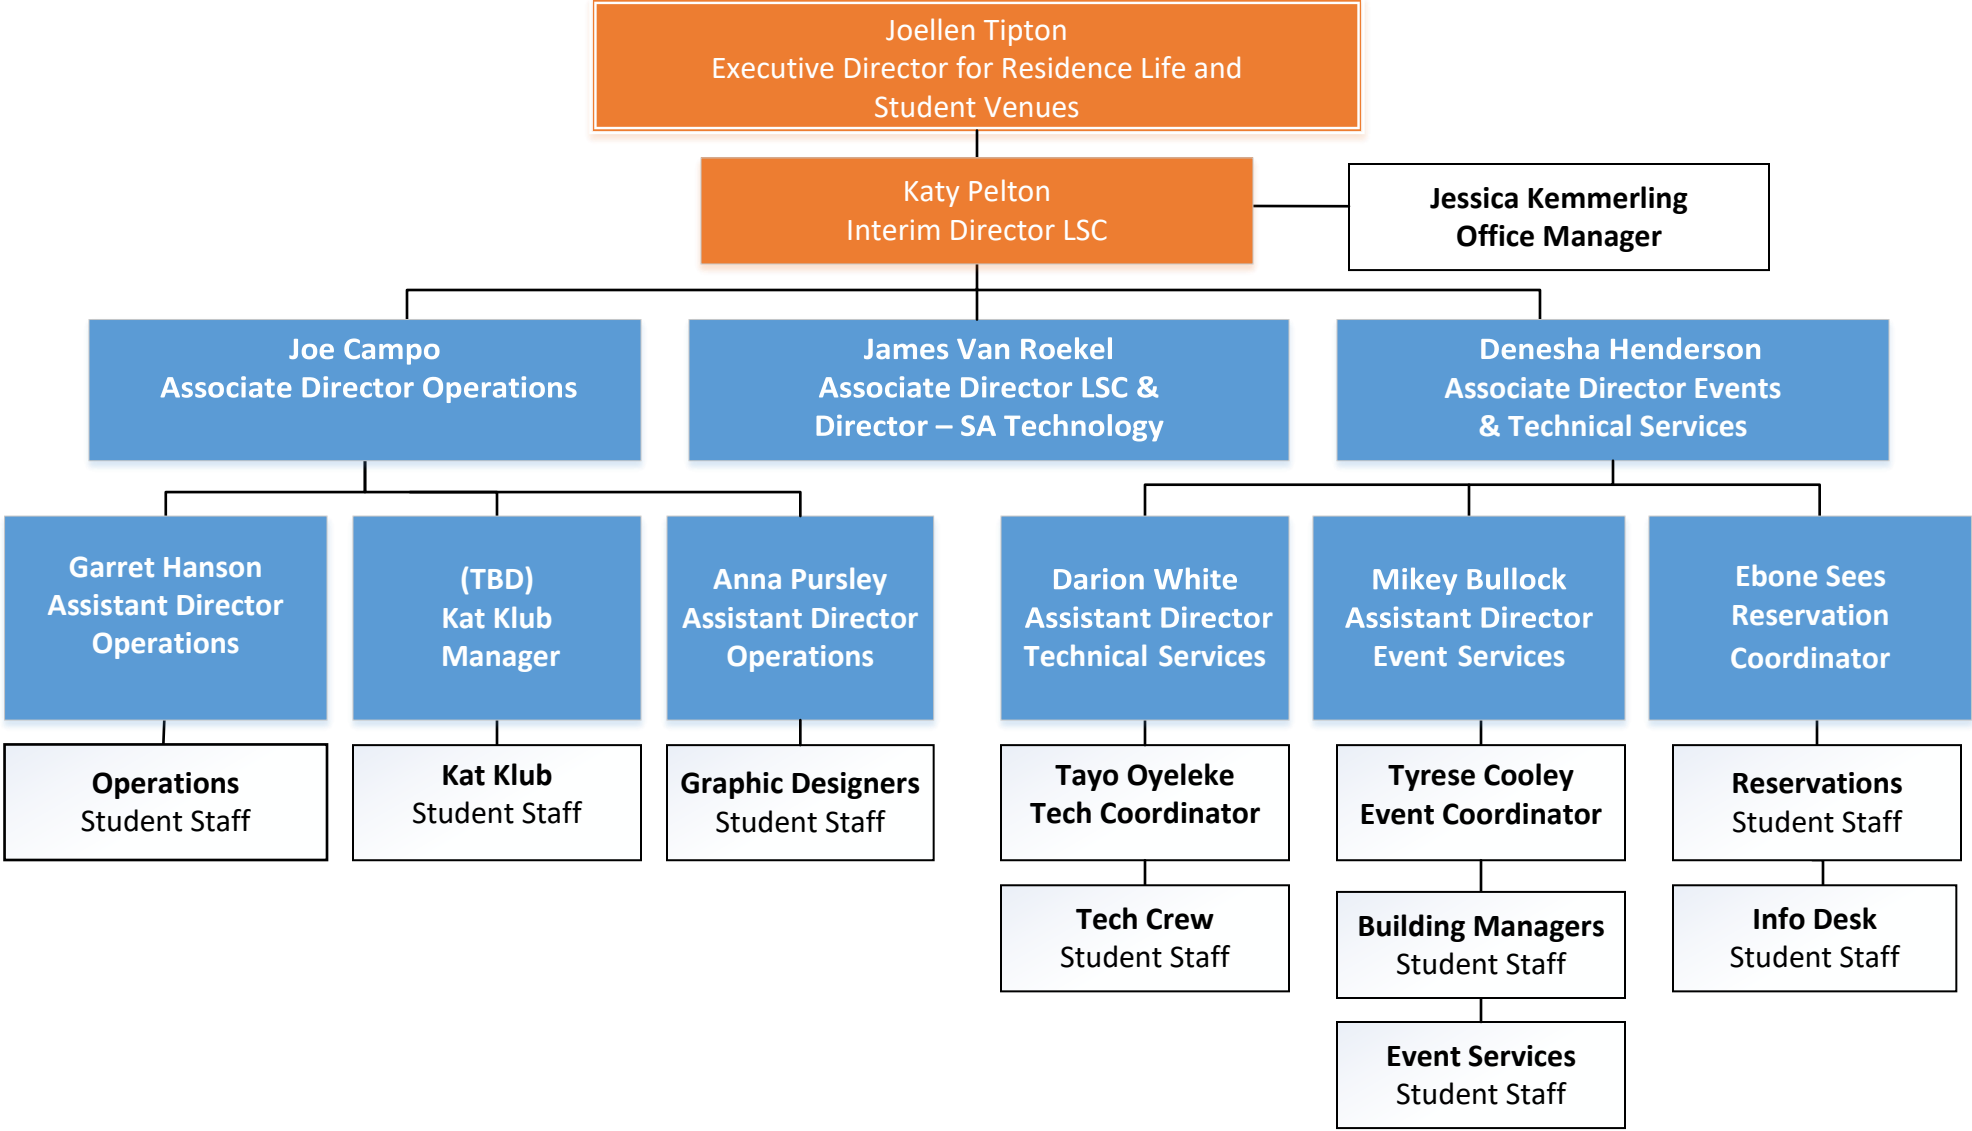 Joellen Tipton
Executive Director for Residence Life and
Student Venues
Katy Pelton
Interim Director LSC
Jessica Kemmerling
Office Manager
Joe Campo
Associate Director Operations
James Van Roekel
Associate Director LSC &
Director – SA Technology
Denesha Henderson
Associate Director Events
& Technical Services
Garret Hanson
Assistant Director
Operations
(TBD)
Kat Klub
Manager
Anna Pursley
Assistant Director
Operations
Darion White
Assistant Director
Technical Services
Mikey Bullock
Assistant Director
Event Services
Ebone Sees
Reservation
Coordinator
Operations
Student Staff
Kat Klub
Student Staff
Graphic Designers
Student Staff
Tayo Oyeleke
Tech Coordinator
Tyrese Cooley
Event Coordinator
Reservations
Student Staff
Tech Crew
Student Staff
Building Managers
Student Staff
Info Desk
Student Staff
Event Services
Student Staff